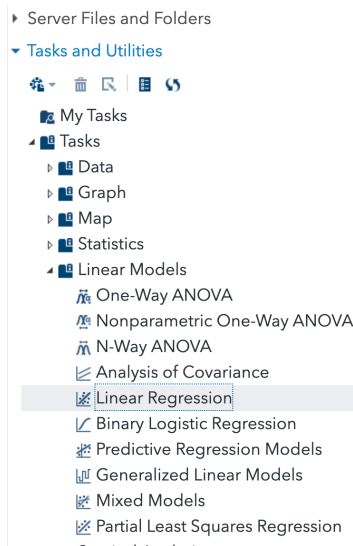 Server Files and Folders
Tasks and Utilities
My Tasks
Tasks
Data
Graph
Map
Statistics
Linear Models
One-Way ANOVA
Nonparametric One-Way ANOVA
N-Way ANOVA
Analysis of Covariance
Linear Regression
Binary Logistic Regression
Predictive Regression Models
Generalized Linear Models
Mixed Models
Partial Least Squares Regression